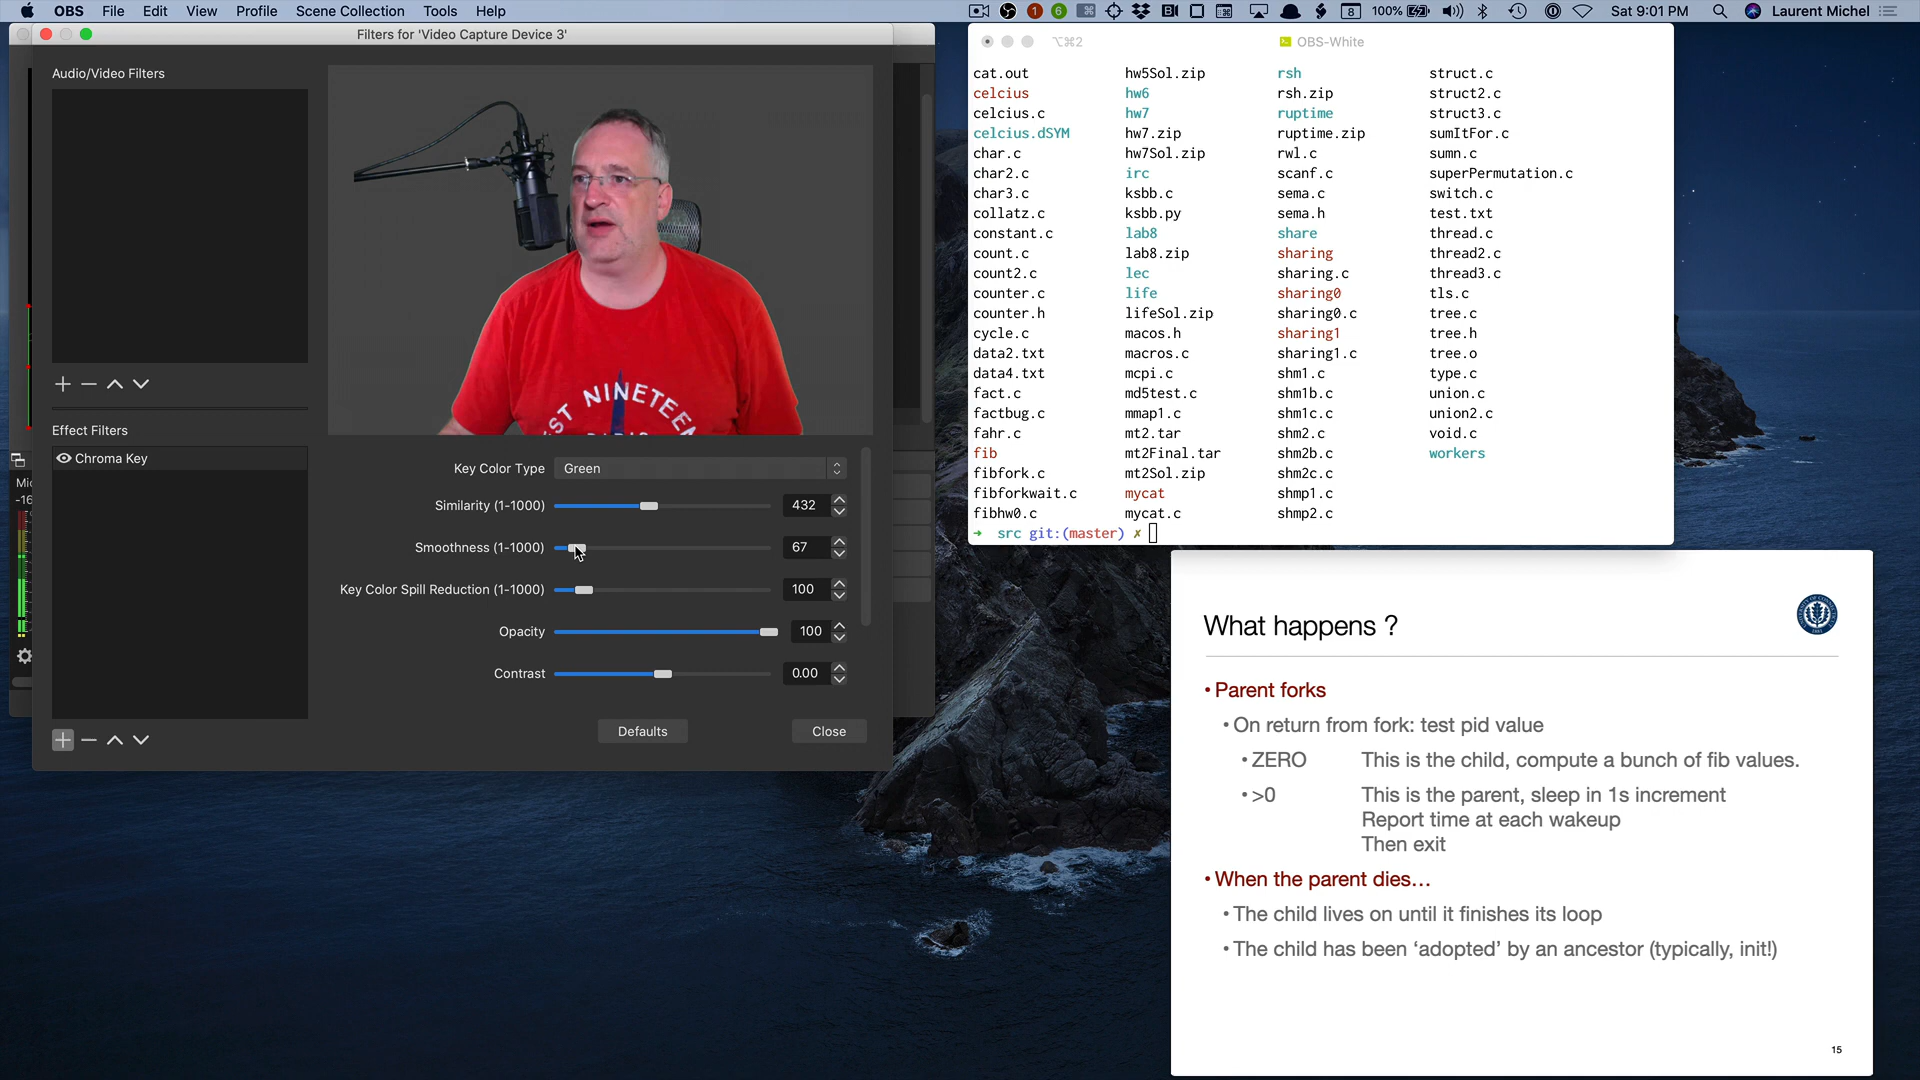 OBS File Edit View Profile Scene Collection Tools Help
1 6 8 100% Sat 9:01 PM Laurent Michel
Filters for 'Video Capture Device 3'
Audio/Video Filters
Effect Filters
Chroma Key
Mic
-16
NINETEEN
Key Color Type Green
Similarity (1-1000) 432
Smoothness (1-1000) 67
Key Color Spill Reduction (1-1000) 100
Opacity 100
Contrast 0.00
Defaults Close
⌥⌘2 OBS-White
cat.out hw5Sol.zip rsh struct.c
celcius hw6 rsh.zip struct2.c
celcius.c hw7 ruptime struct3.c
celcius.dSYM hw7.zip ruptime.zip sumItFor.c
char.c hw7Sol.zip rwl.c sumn.c
char2.c irc scanf.c superPermutation.c
char3.c ksbb.c sema.c switch.c
collatz.c ksbb.py sema.h test.txt
constant.c lab8 share thread.c
count.c lab8.zip sharing thread2.c
count2.c lec sharing.c thread3.c
counter.c life sharing0 tls.c
counter.h lifeSol.zip sharing0.c tree.c
cycle.c macos.h sharing1 tree.h
data2.txt macros.c sharing1.c tree.o
data4.txt mcpi.c shm1.c type.c
fact.c md5test.c shm1b.c union.c
factbug.c mmap1.c shm1c.c union2.c
fahr.c mt2.tar shm2.c void.c
fib mt2Final.tar shm2b.c workers
fibfork.c mt2Sol.zip shm2c.c
fibforkwait.c mycat shmp1.c
fibhw0.c mycat.c shmp2.c
→ src git:(master) ✗
What happens ?
• Parent forks
• On return from fork: test pid value
• ZERO This is the child, compute a bunch of fib values.
• >0 This is the parent, sleep in 1s increment
Report time at each wakeup
Then exit
• When the parent dies…
• The child lives on until it finishes its loop
• The child has been ‘adopted’ by an ancestor (typically, init!)
15